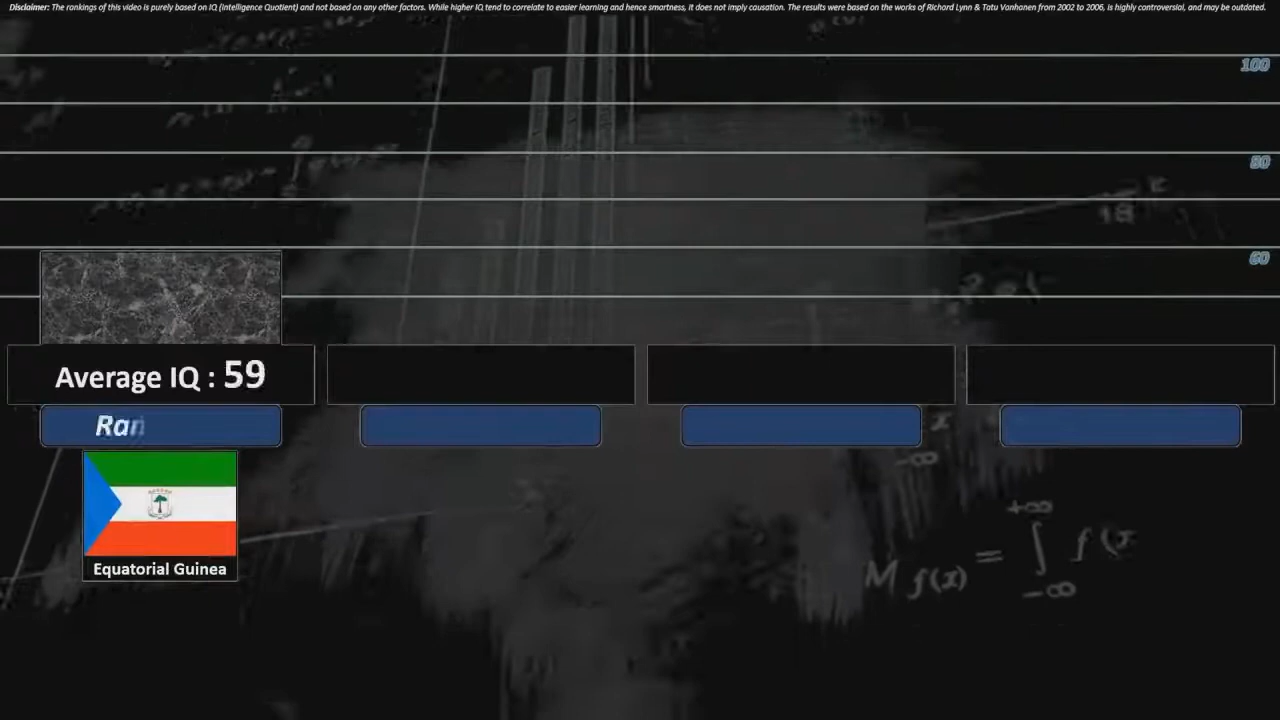 Disclaimer: The rankings of this video is purely based on IQ (Intelligence Quotient) and not based on any other factors. While higher IQ tend to correlate to easier learning and hence smartness, it does not imply causation. The results were based on the works of Richard Lynn & Tatu Vanhanen from 2002 to 2006, is highly controversial, and may be outdated.
100
80
60
Average IQ : 59
Ran
Equatorial Guinea
M f(x) = ∫ f (x
+∞
-∞
-∞